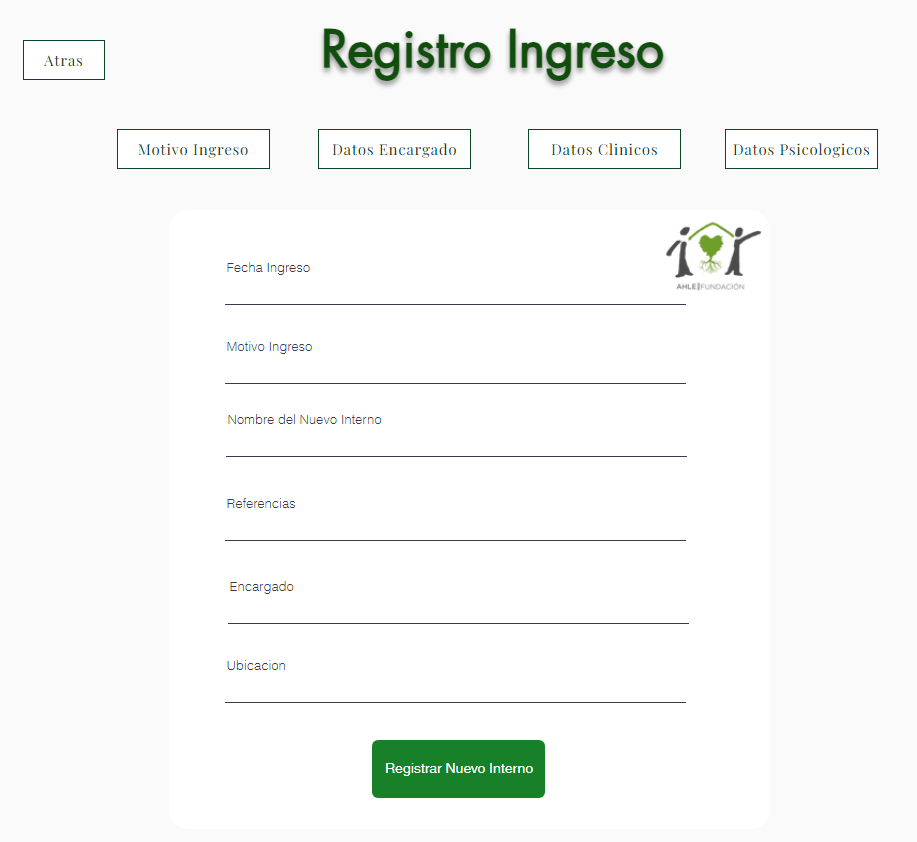 Registro Ingreso
Atras
Motivo Ingreso
Datos Encargado
Datos Clinicos
Datos Psicologicos
AHLE|FUNDACIÓN
Fecha Ingreso
Motivo Ingreso
Nombre del Nuevo Interno
Referencias
Encargado
Ubicacion
Registrar Nuevo Interno